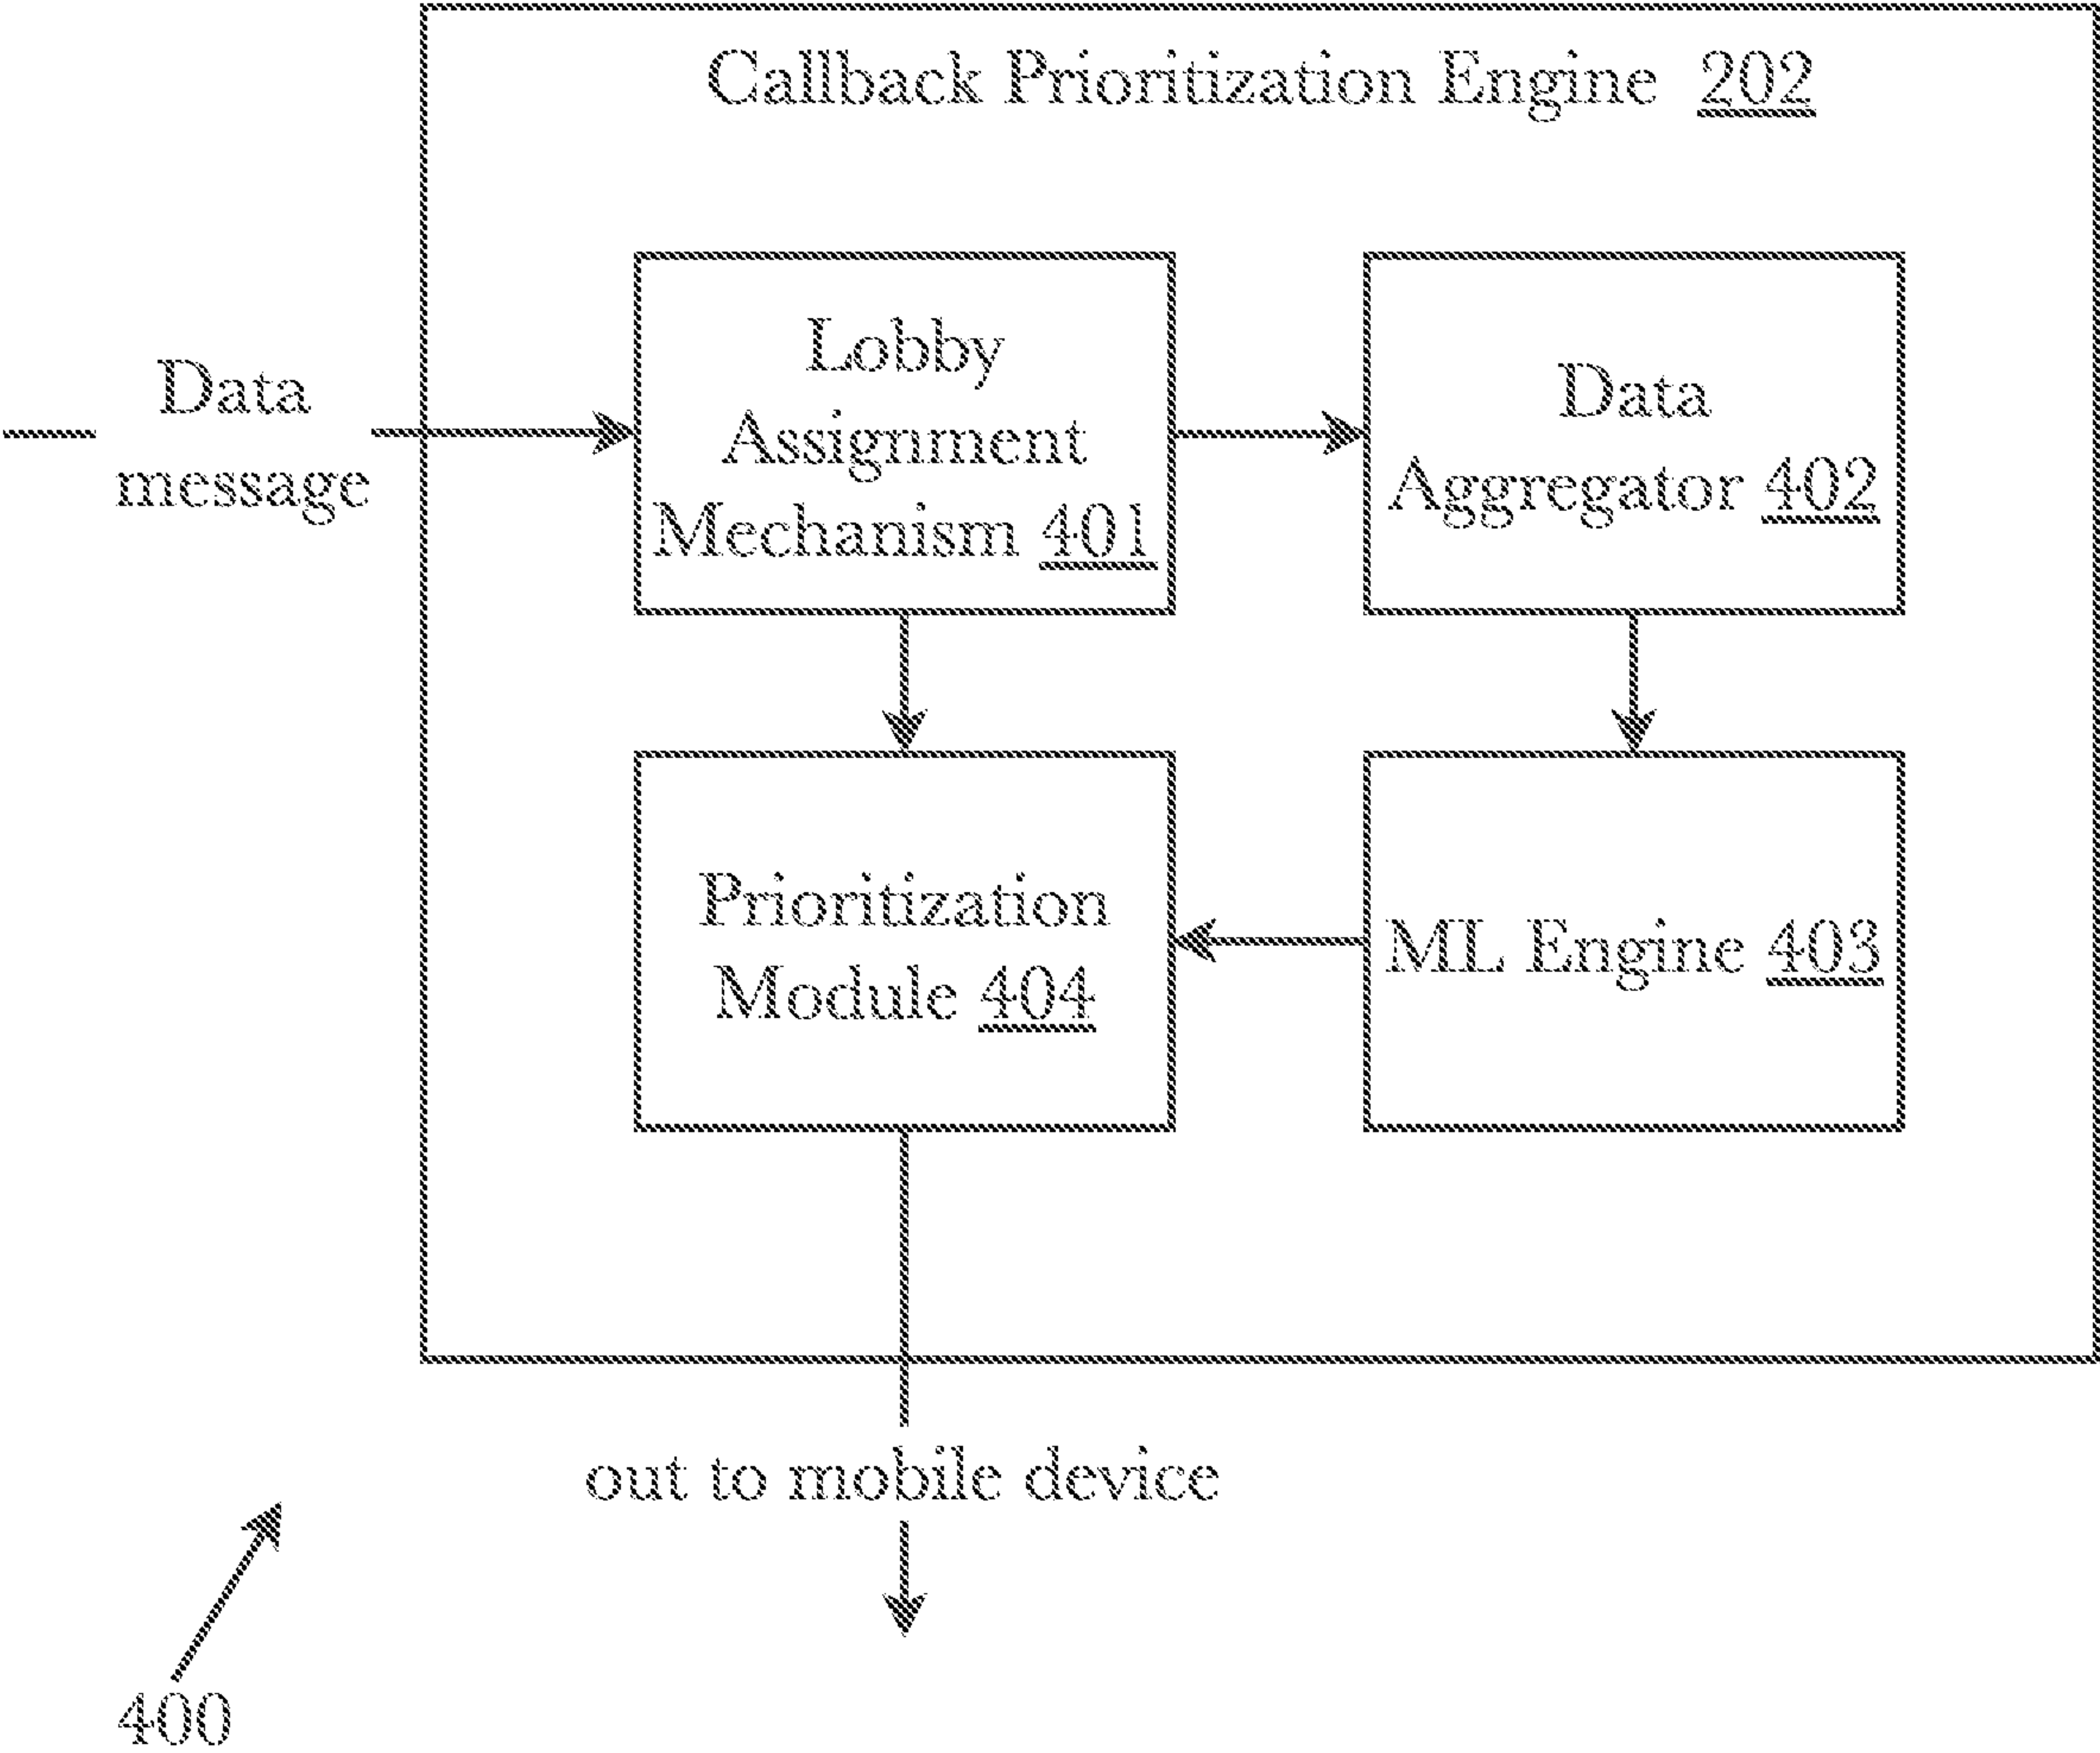 Callback Prioritization Engine 202
Data
message
Lobby
Assignment
Mechanism 401
Data
Aggregator 402
Prioritization
Module 404
ML Engine 403
out to mobile device
400